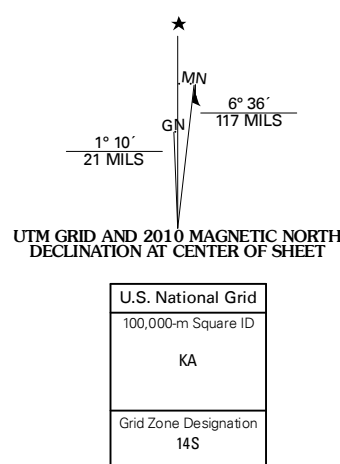 MN
GN
6° 36´
117 MILS
1° 10´
21 MILS
UTM GRID AND 2010 MAGNETIC NORTH
DECLINATION AT CENTER OF SHEET
U.S. National Grid
100,000-m Square ID
KA
Grid Zone Designation
14S